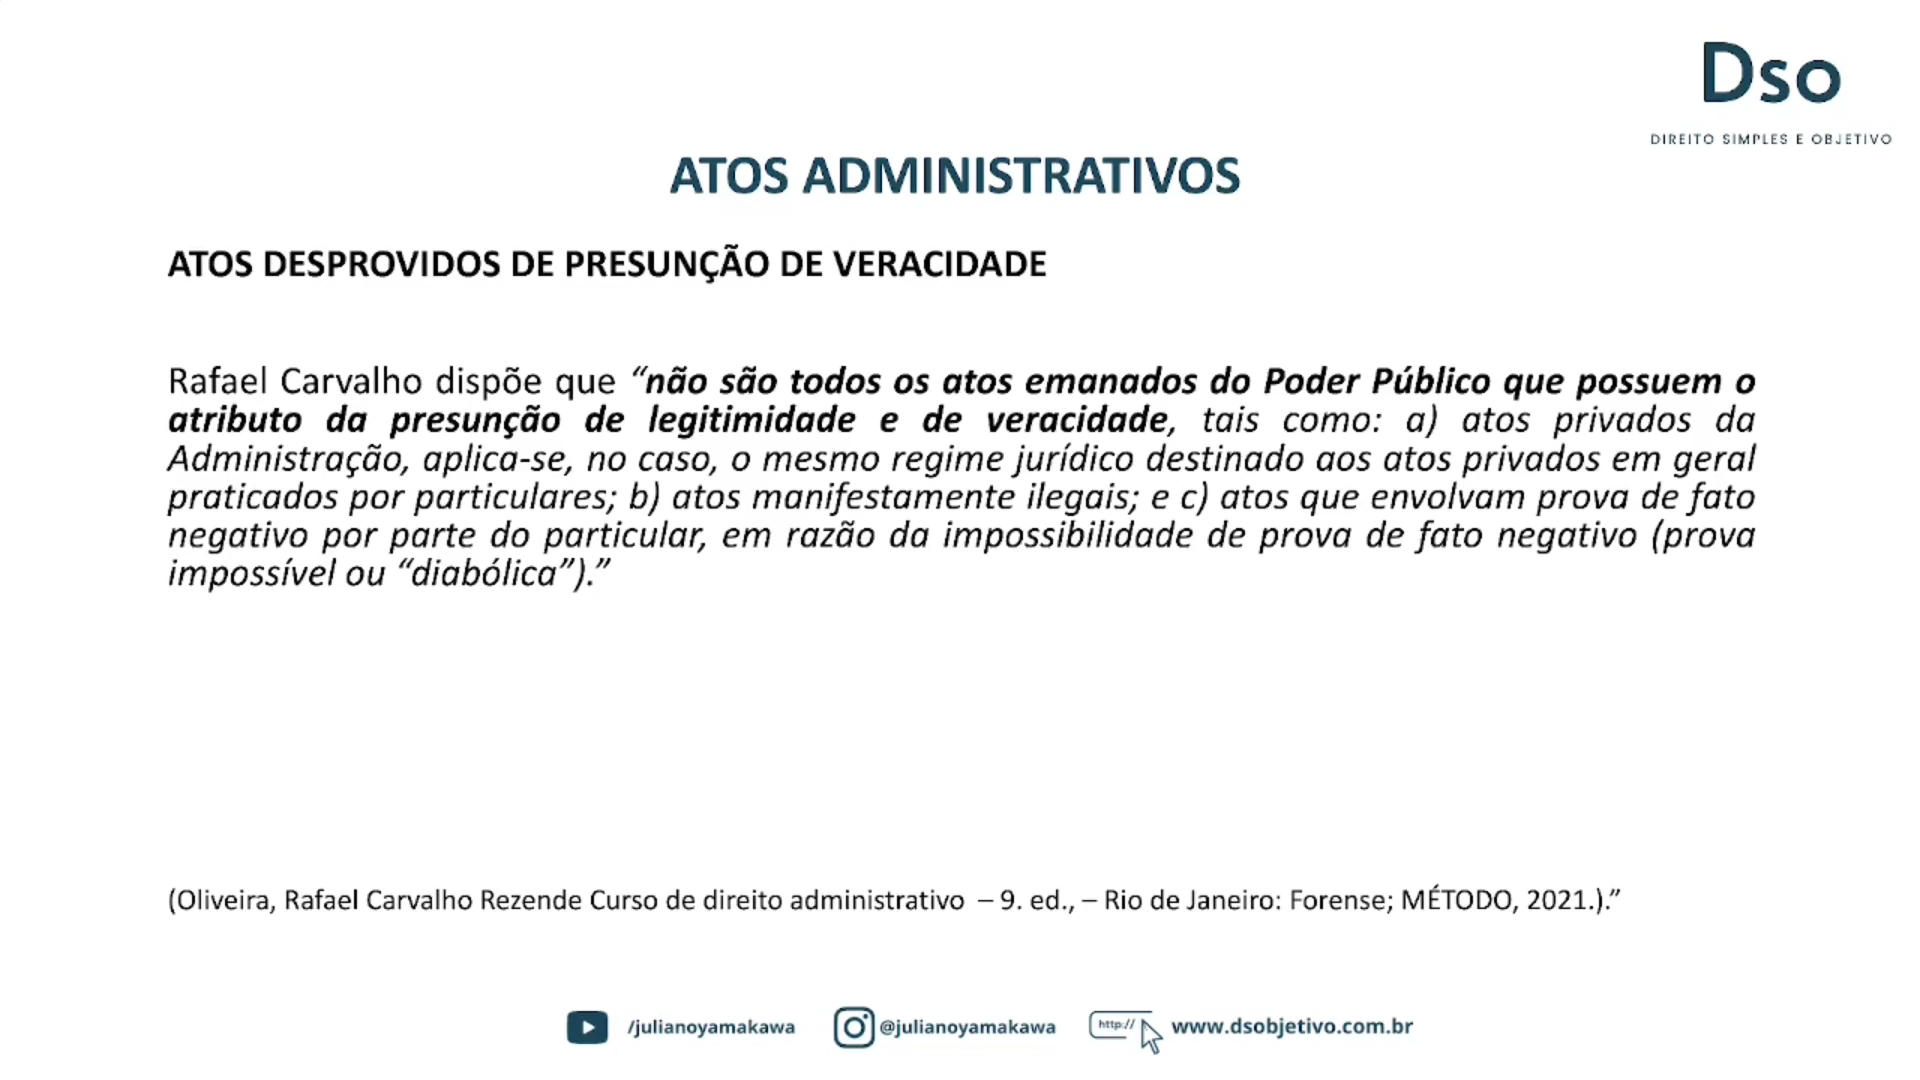 Dso
DIREITO SIMPLES E OBJETIVO
ATOS ADMINISTRATIVOS
ATOS DESPROVIDOS DE PRESUNÇÃO DE VERACIDADE
Rafael Carvalho dispõe que “não são todos os atos emanados do Poder Público que possuem o
atributo da presunção de legitimidade e de veracidade, tais como: a) atos privados da
Administração, aplica-se, no caso, o mesmo regime jurídico destinado aos atos privados em geral
praticados por particulares; b) atos manifestamente ilegais; e c) atos que envolvam prova de fato
negativo por parte do particular, em razão da impossibilidade de prova de fato negativo (prova
impossível ou “diabólica”).”
(Oliveira, Rafael Carvalho Rezende Curso de direito administrativo – 9. ed., – Rio de Janeiro: Forense; MÉTODO, 2021.).”
/julianoyamakawa @julianoyamakawa http:// www.dsobjetivo.com.br